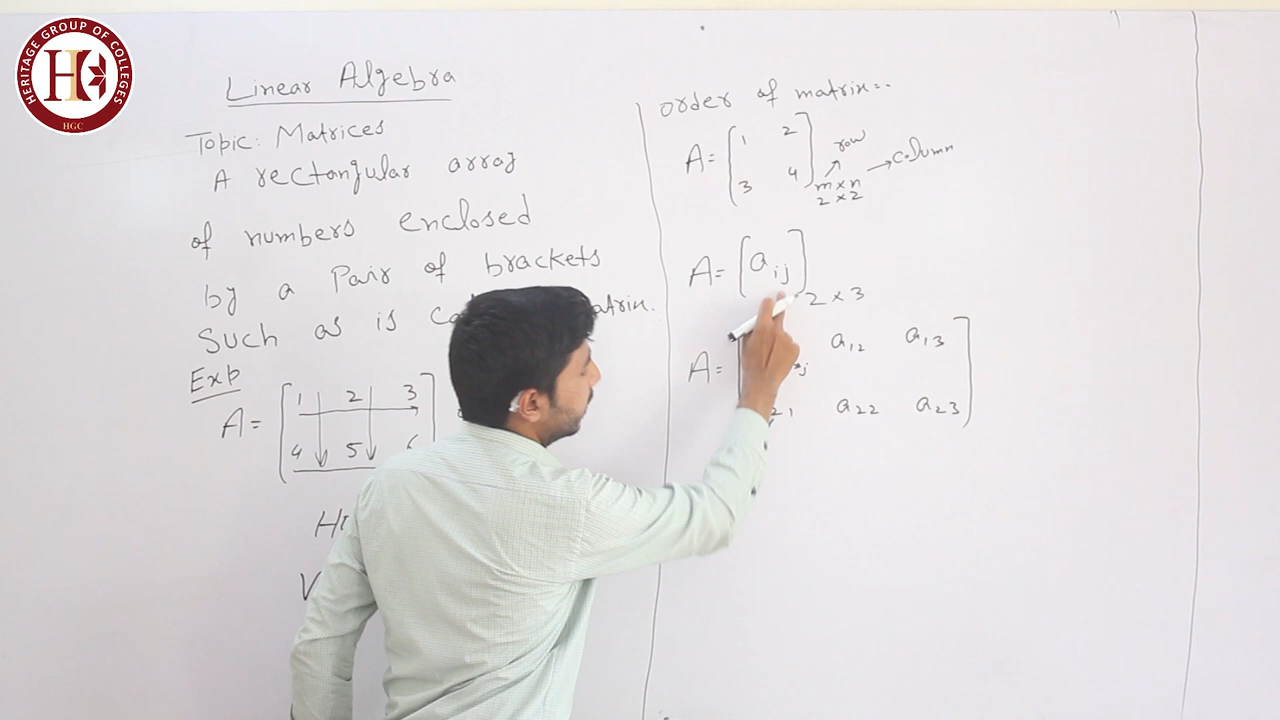 HERITAGE GROUP OF COLLEGES
HGC
Linear Algebra
Topic: Matrices
A rectangular array
of numbers enclosed
by a Pair of brackets
Such as is
Exp
A = [ 1 2 3
4 5
order of matrix:-
A = [ 1 2
3 4 ]
row
column
m × n
2 × 2
A = [ aij ] 2 × 3
A = [ a12 a13
a22 a23 ]